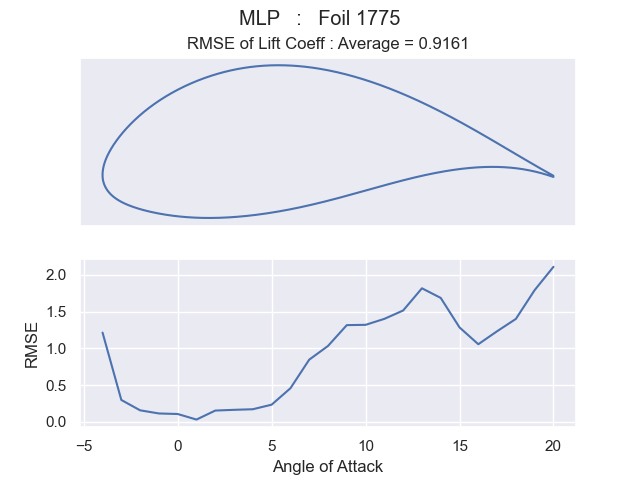 MLP : Foil 1775
RMSE of Lift Coeff : Average = 0.9161
2.0
1.5
1.0
0.5
0.0
RMSE
−5
0
5
10
15
20
Angle of Attack